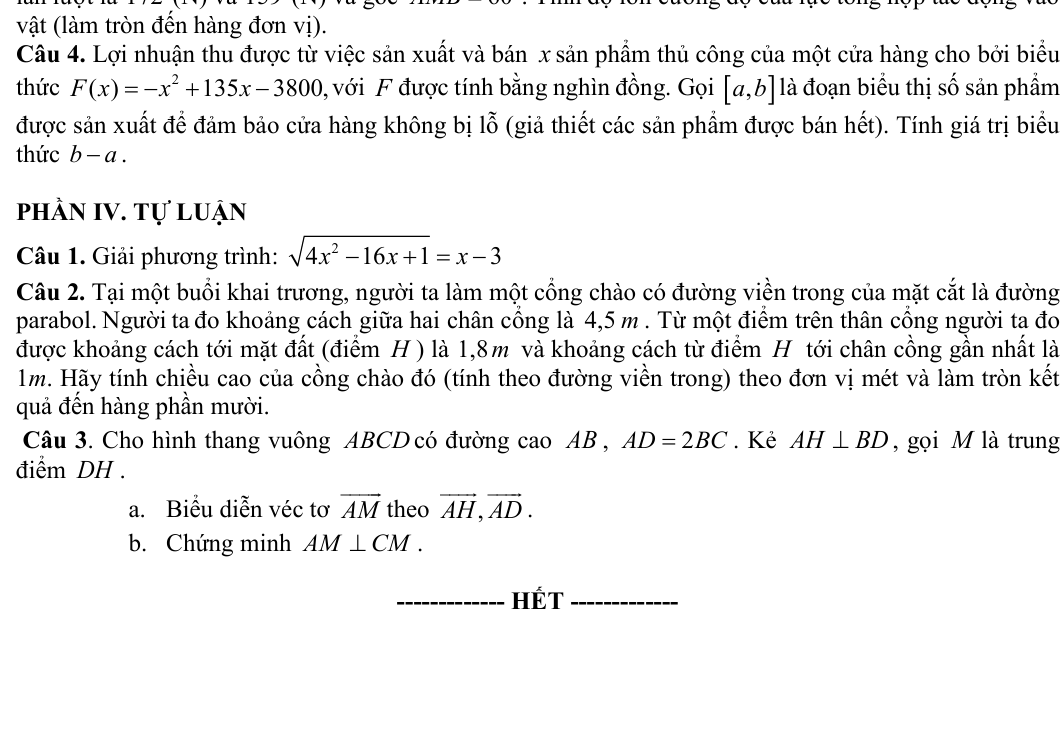 vật (làm tròn đến hàng đơn vị).
Câu 4. Lợi nhuận thu được từ việc sản xuất và bán x sản phẩm thủ công của một cửa hàng cho bởi biểu
thức F(x) = −x² + 135x − 3800, với F được tính bằng nghìn đồng. Gọi [a,b] là đoạn biểu thị số sản phẩm
được sản xuất để đảm bảo cửa hàng không bị lỗ (giả thiết các sản phẩm được bán hết). Tính giá trị biểu
thức b − a.
PHẦN IV. TỰ LUẬN
Câu 1. Giải phương trình: √(4x² − 16x + 1) = x − 3
Câu 2. Tại một buổi khai trương, người ta làm một cổng chào có đường viền trong của mặt cắt là đường
parabol. Người ta đo khoảng cách giữa hai chân cổng là 4,5 m. Từ một điểm trên thân cổng người ta đo
được khoảng cách tới mặt đất (điểm H) là 1,8m và khoảng cách từ điểm H tới chân cồng gần nhất là
1m. Hãy tính chiều cao của cồng chào đó (tính theo đường viền trong) theo đơn vị mét và làm tròn kết
quả đến hàng phần mười.
Câu 3. Cho hình thang vuông ABCD có đường cao AB, AD = 2BC. Kẻ AH ⊥ BD, gọi M là trung
điểm DH.
a. Biểu diễn véc tơ AM⃗ theo AH⃗, AD⃗.
b. Chứng minh AM ⊥ CM.
------------- HẾT -------------